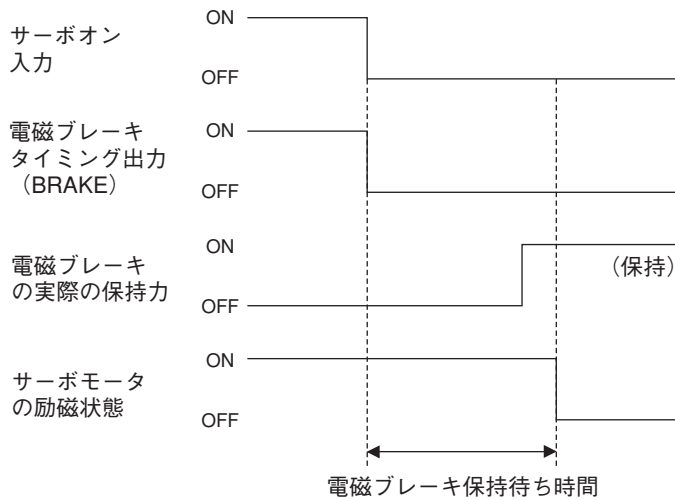 サーボオン
入力
ON
OFF
電磁ブレーキ
タイミング出力
（BRAKE）
ON
OFF
電磁ブレーキ
の実際の保持力
ON
OFF
（保持）
サーボモータ
の励磁状態
ON
OFF
電磁ブレーキ保持待ち時間